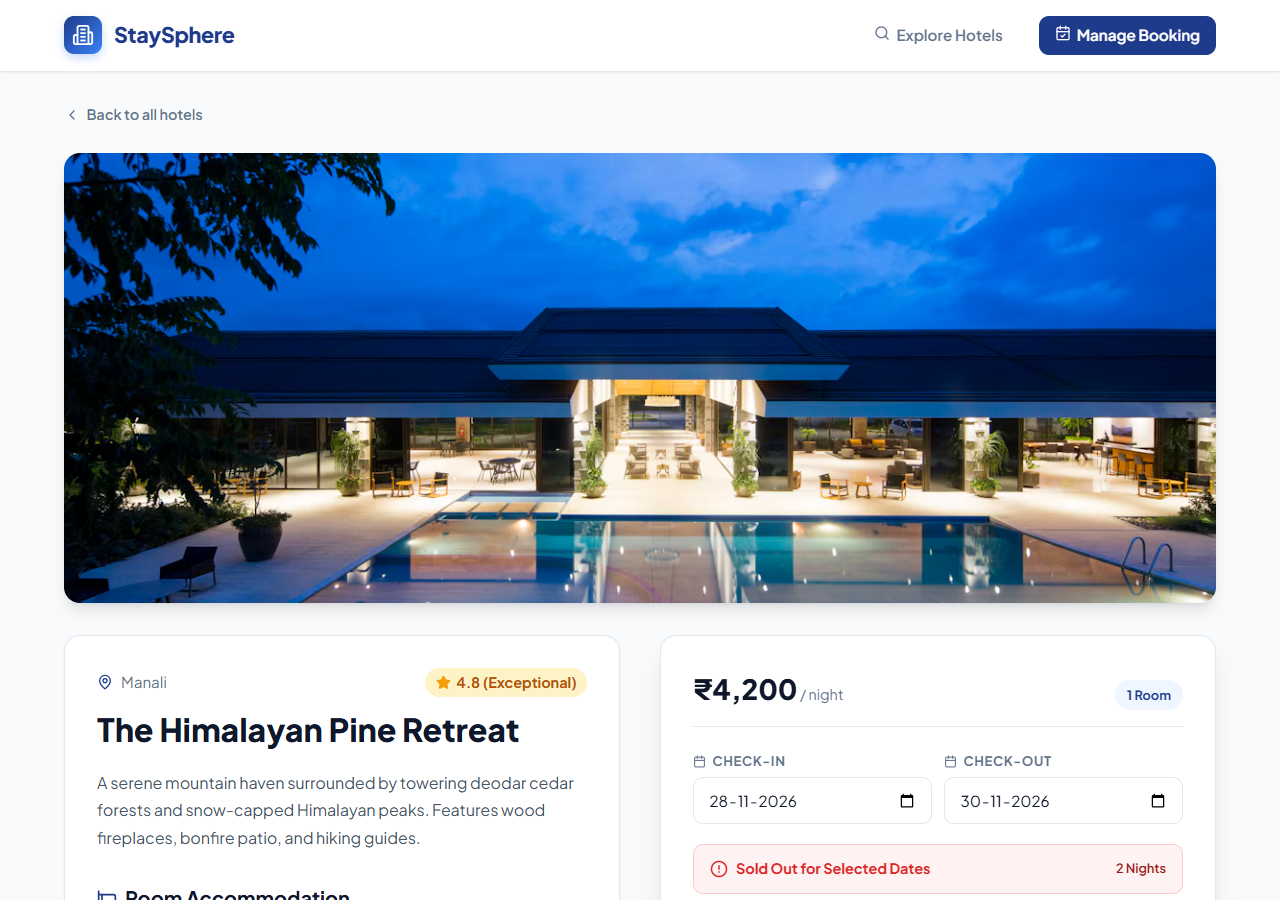 StaySphere
Explore Hotels
Manage Booking
Back to all hotels
Manali
4.8 (Exceptional)
The Himalayan Pine Retreat
A serene mountain haven surrounded by towering deodar cedar
forests and snow-capped Himalayan peaks. Features wood
fireplaces, bonfire patio, and hiking guides.
Room Accommodation
₹4,200 / night
1 Room
CHECK-IN
CHECK-OUT
28-11-2026
30-11-2026
Sold Out for Selected Dates
2 Nights